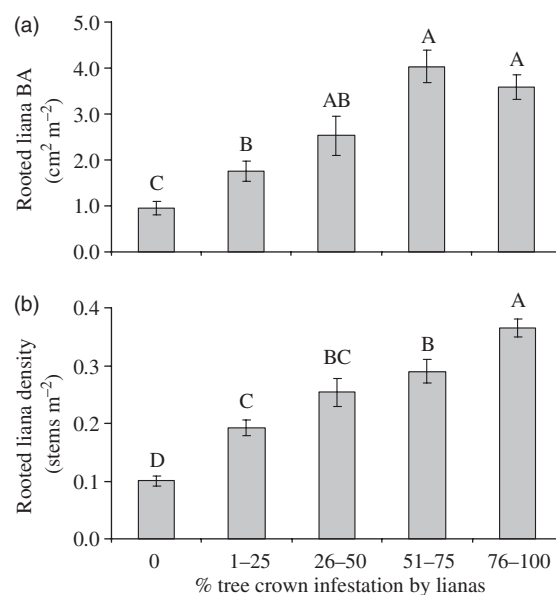 (a)
Rooted liana BA
(cm² m⁻²)
5.0
4.0
3.0
2.0
1.0
0.0
C
B
AB
A
A
(b)
Rooted liana density
(stems m⁻²)
0.4
0.3
0.2
0.1
0.0
D
C
BC
B
A
0 1–25 26–50 51–75 76–100
% tree crown infestation by lianas